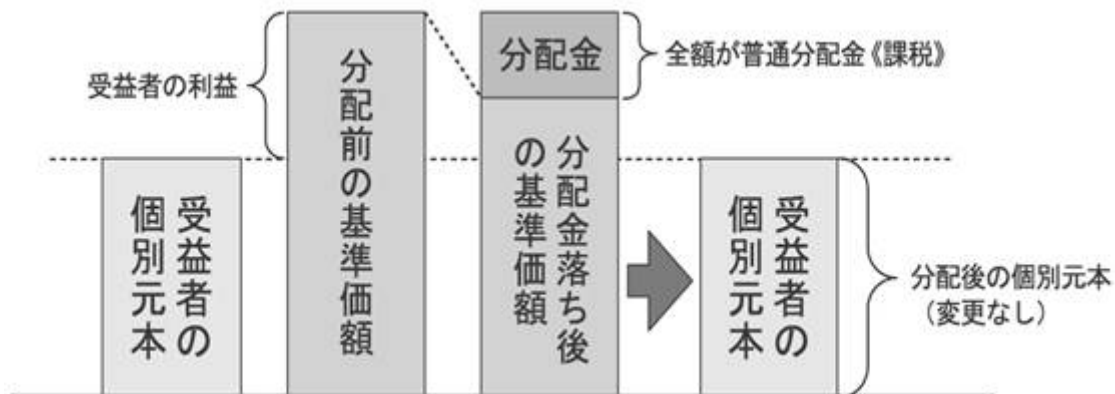 受益者の利益
受益者の
個別元本
分配前の基準価額
分配金
全額が普通分配金《課税》
分配金落ち後
の基準価額
受益者の
個別元本
分配後の個別元本
(変更なし)